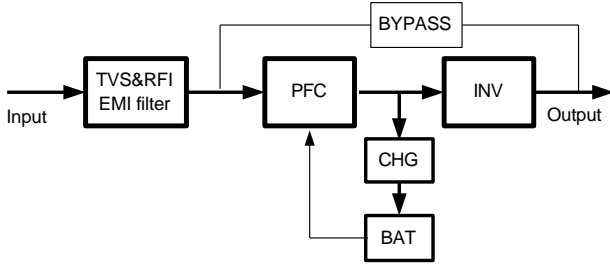 BYPASS
TVS&RFI
EMI filter
PFC
INV
Input
Output
CHG
BAT